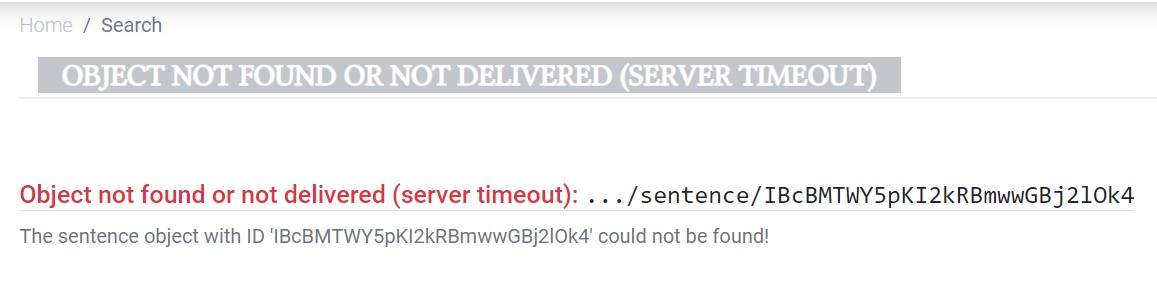 Home / Search
OBJECT NOT FOUND OR NOT DELIVERED (SERVER TIMEOUT)
Object not found or not delivered (server timeout): .../sentence/IBcBMTWY5pKI2kRBmwwGBj2lOk4
The sentence object with ID 'IBcBMTWY5pKI2kRBmwwGBj2lOk4' could not be found!